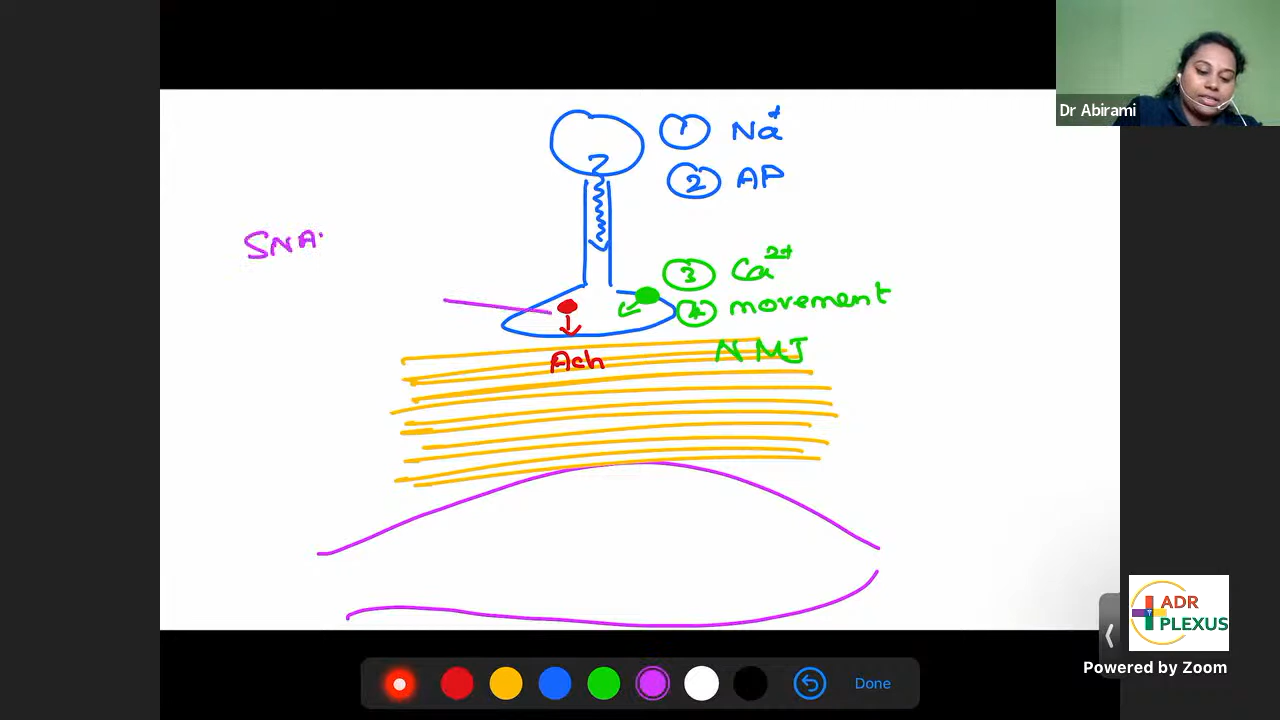 Dr Abirami
① Na⁺
② AP
SNA
③ Ca²⁺
④ movement
NMJ
Ach
ADR
PLEXUS
Powered by Zoom
Done